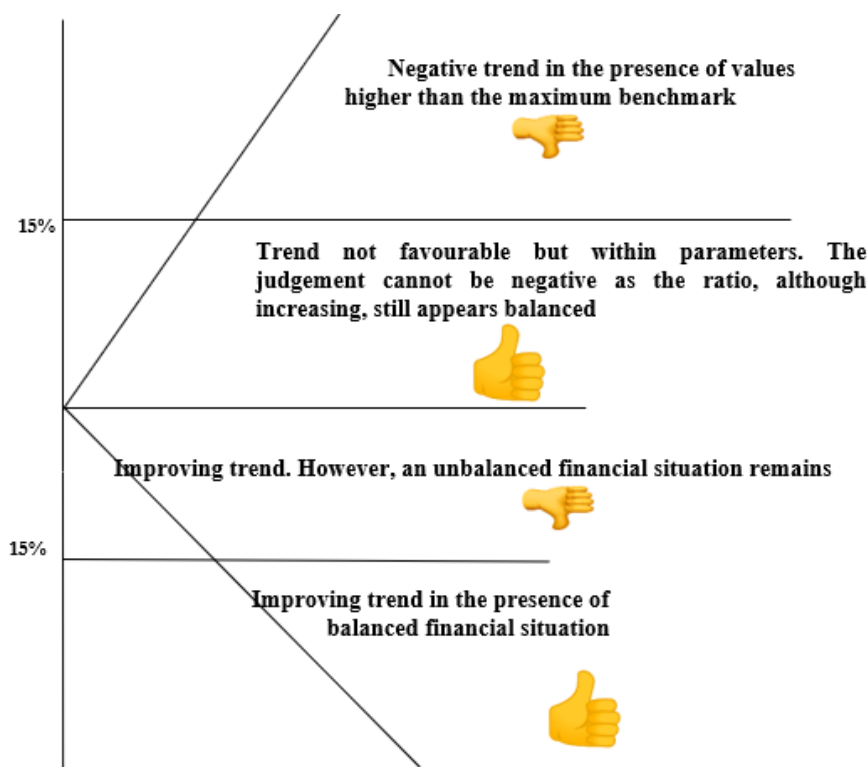 Negative trend in the presence of values
higher than the maximum benchmark
15%
Trend not favourable but within parameters. The
judgement cannot be negative as the ratio, although
increasing, still appears balanced
Improving trend. However, an unbalanced financial situation remains
15%
Improving trend in the presence of
balanced financial situation